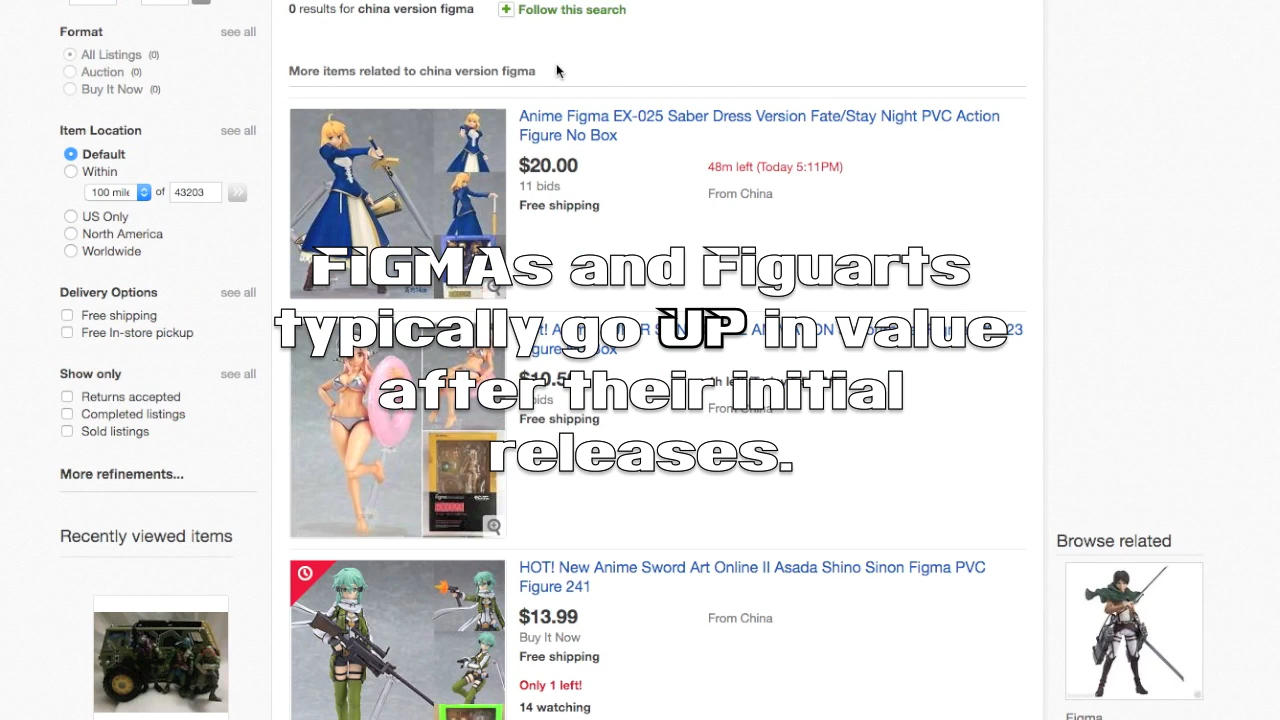 0 results for china version figma
Follow this search
Format
see all
All Listings (0)
Auction (0)
Buy It Now (0)
More items related to china version figma
Item Location
see all
Default
Within
100 mile
of
43203
US Only
North America
Worldwide
Delivery Options
see all
Free shipping
Free In-store pickup
Show only
see all
Returns accepted
Completed listings
Sold listings
More refinements...
Recently viewed items
Anime Figma EX-025 Saber Dress Version Fate/Stay Night PVC Action
Figure No Box
$20.00
48m left (Today 5:11PM)
11 bids
From China
Free shipping
FIGMAs and Figuarts
typically go UP in value
after their initial
releases.
Free shipping
HOT! New Anime Sword Art Online II Asada Shino Sinon Figma PVC
Figure 241
$13.99
From China
Buy It Now
Free shipping
Only 1 left!
14 watching
Browse related
Figma